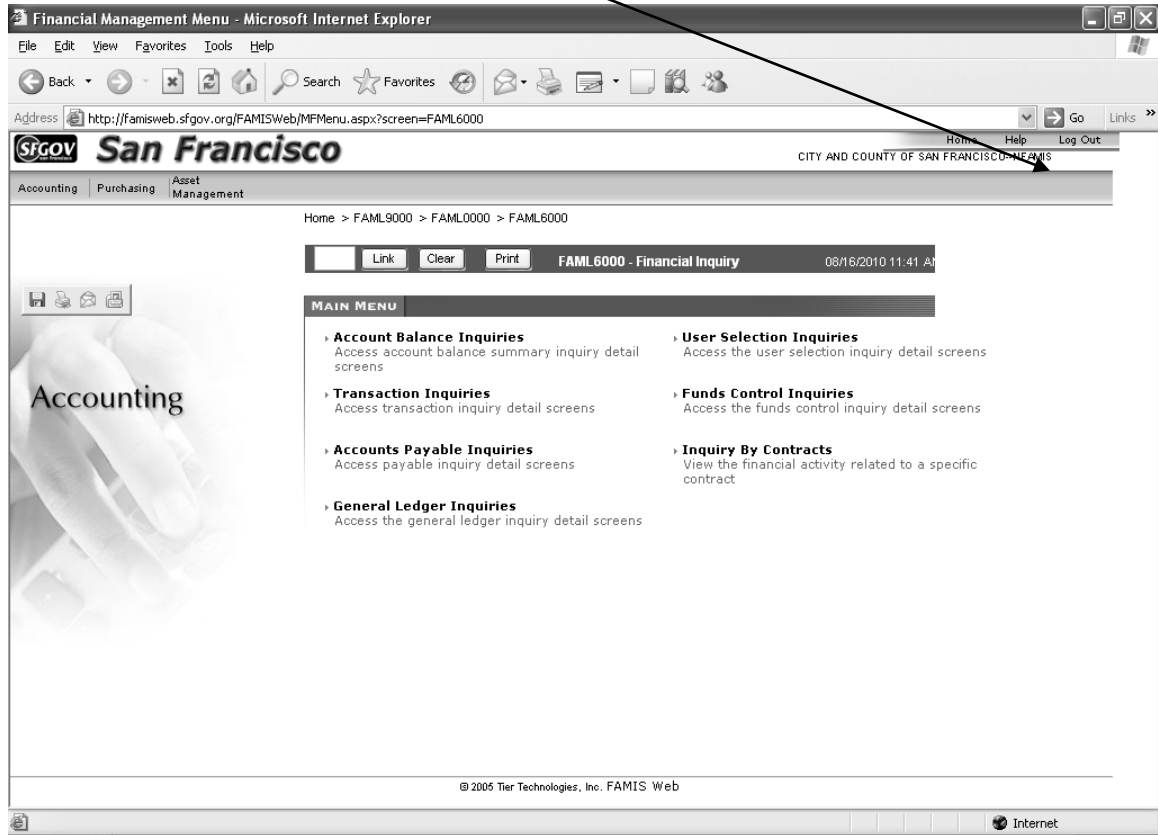 Financial Management Menu - Microsoft Internet Explorer
File Edit View Favorites Tools Help
Back Search Favorites
Address http://famisweb.sfgov.org/FAMISWeb/MFMenu.aspx?screen=FAML6000 Go Links »
SFGOV San Francisco
Home Help Log Out
CITY AND COUNTY OF SAN FRANCISCO--NFAMIS
Accounting Purchasing Asset Management
Home > FAML9000 > FAML0000 > FAML6000
Link Clear Print FAML6000 - Financial Inquiry 08/16/2010 11:41 AM
MAIN MENU
Account Balance Inquiries
Access account balance summary inquiry detail
screens
User Selection Inquiries
Access the user selection inquiry detail screens
Transaction Inquiries
Access transaction inquiry detail screens
Funds Control Inquiries
Access the funds control inquiry detail screens
Accounts Payable Inquiries
Access payable inquiry detail screens
Inquiry By Contracts
View the financial activity related to a specific
contract
General Ledger Inquiries
Access the general ledger inquiry detail screens
Accounting
© 2005 Tier Technologies, Inc. FAMIS Web
Internet